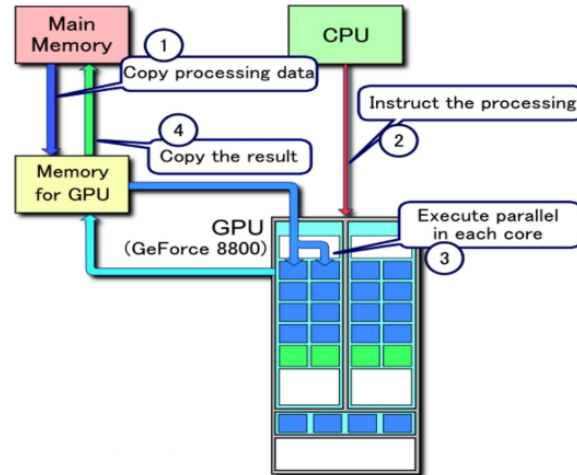 Main
Memory
1
Copy processing data
CPU
Instruct the processing
2
4
Copy the result
Memory
for GPU
GPU
(GeForce 8800)
Execute parallel
in each core
3